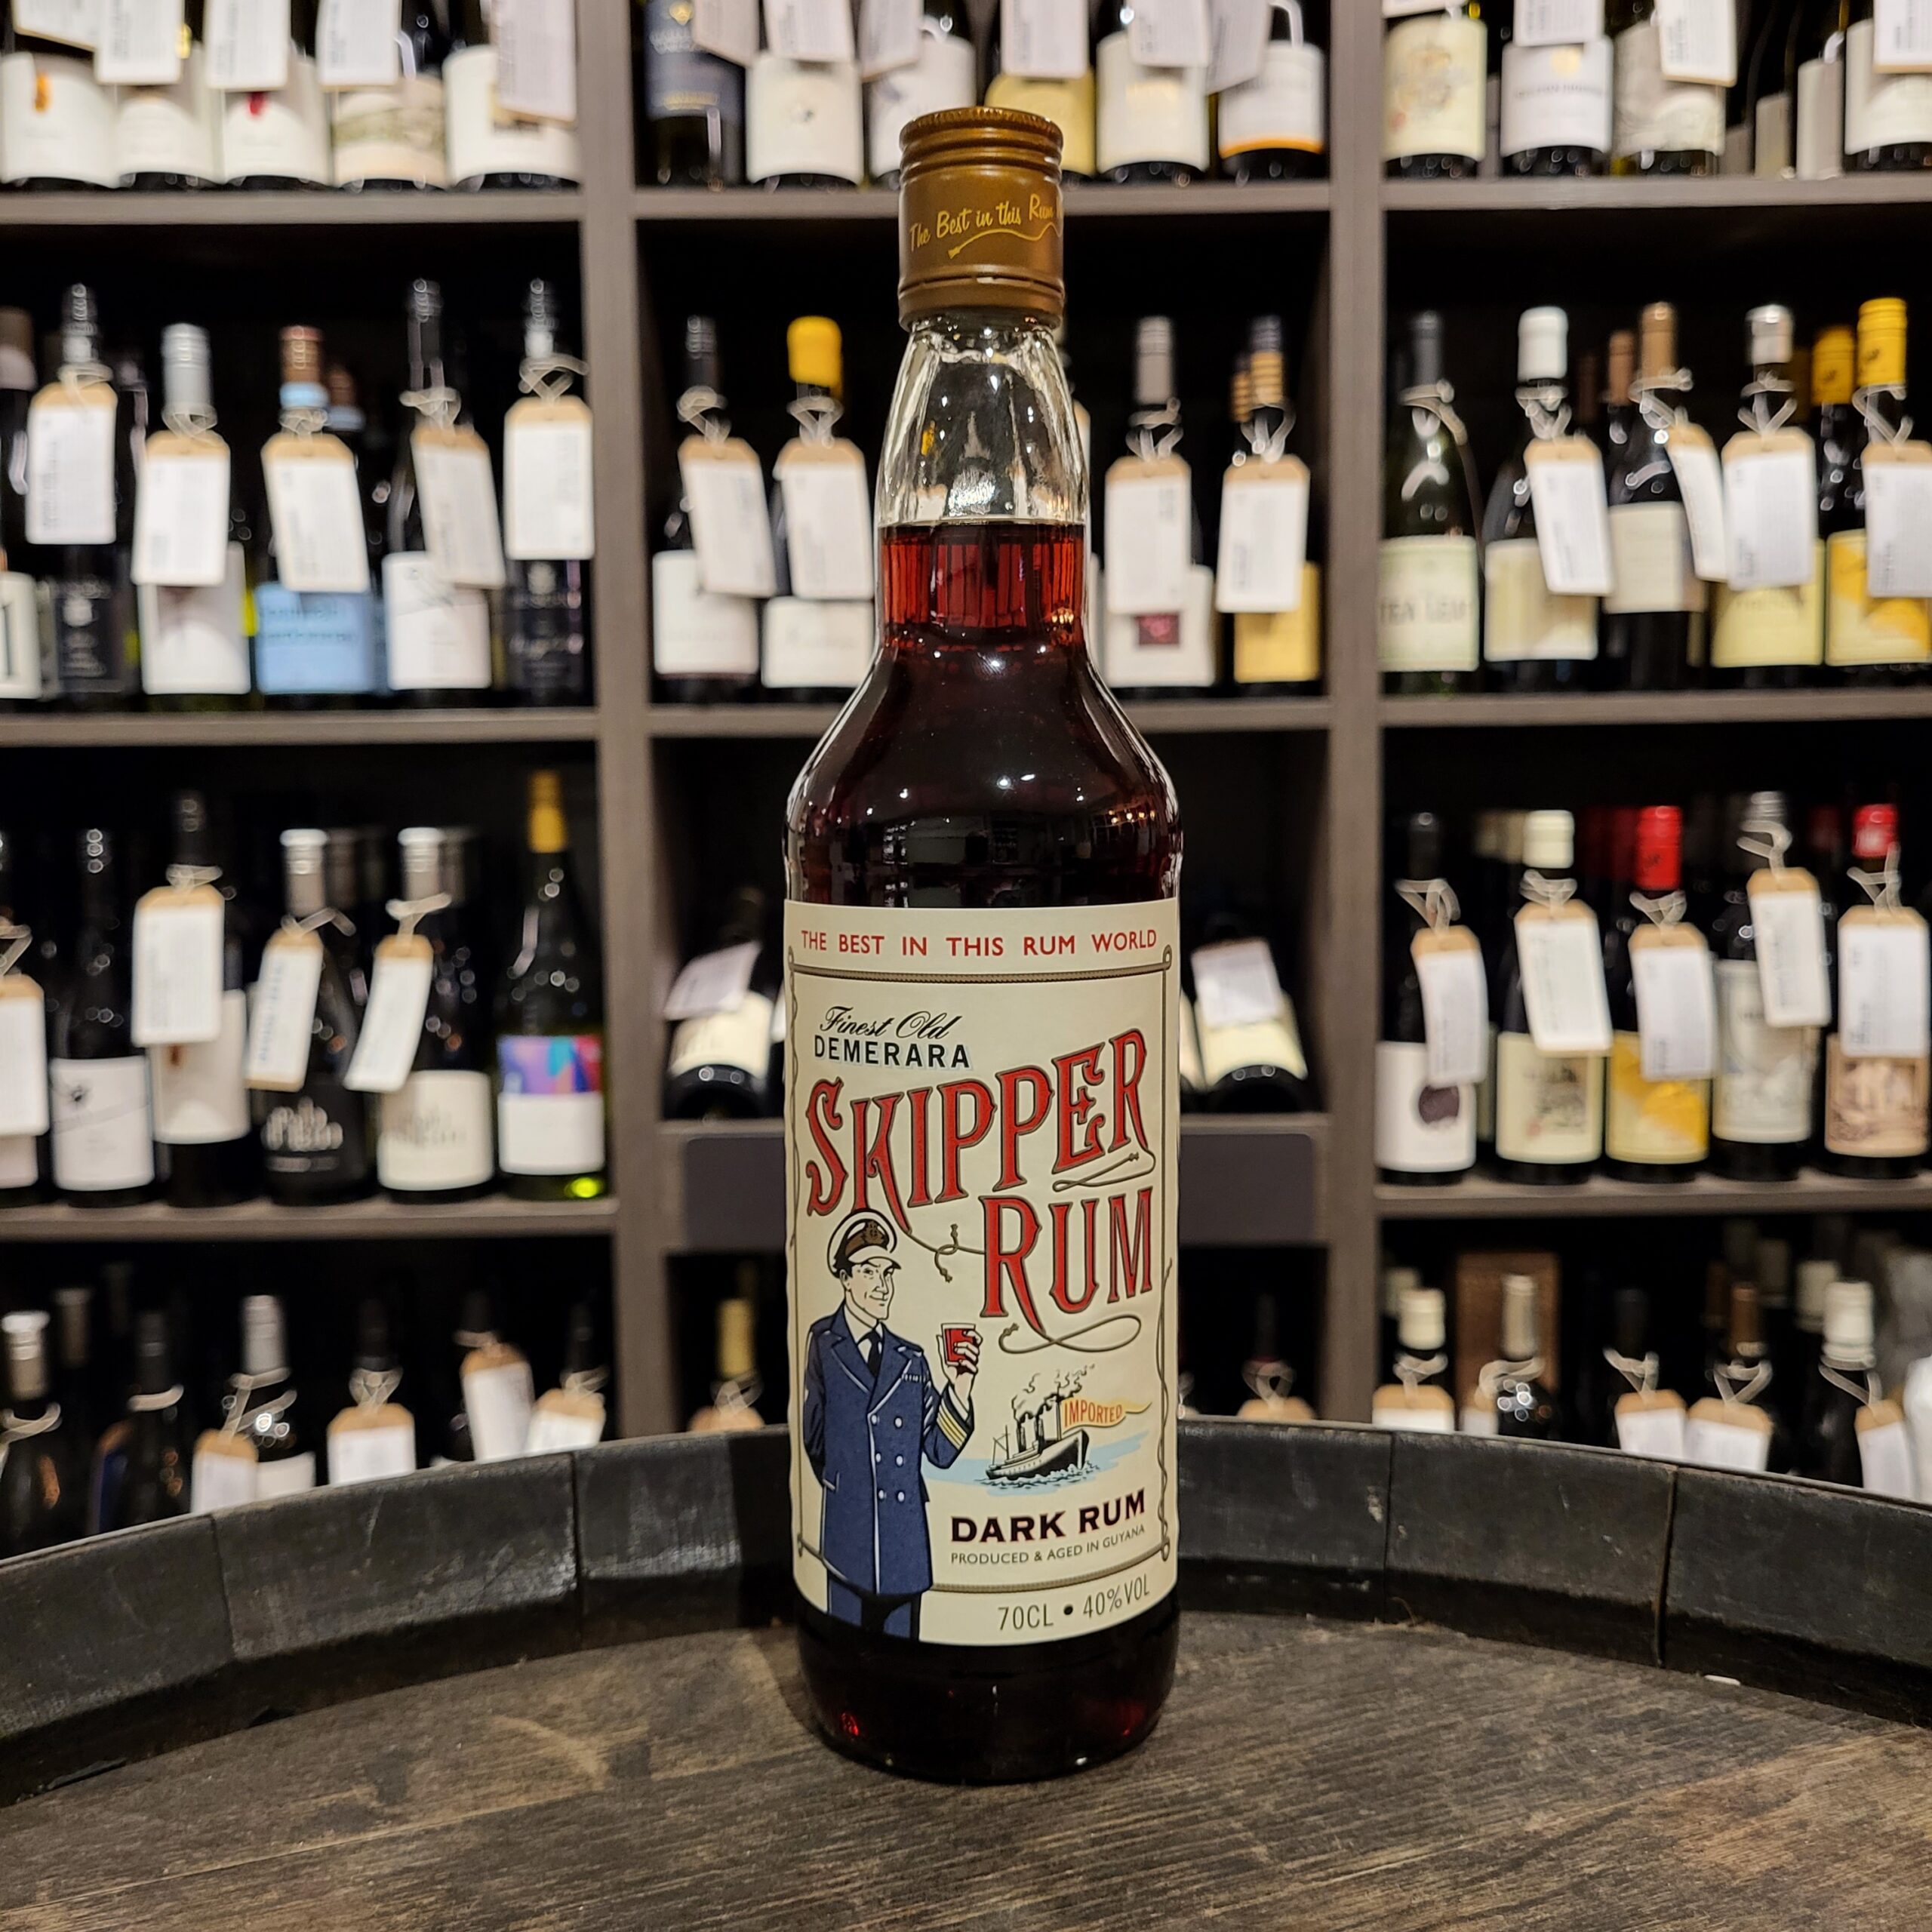 The Best in this Rum
THE BEST IN THIS RUM WORLD
Finest Old
DEMERARA
SKIPPER
RUM
IMPORTED
DARK RUM
PRODUCED & AGED IN GUYANA
70CL • 40%VOL